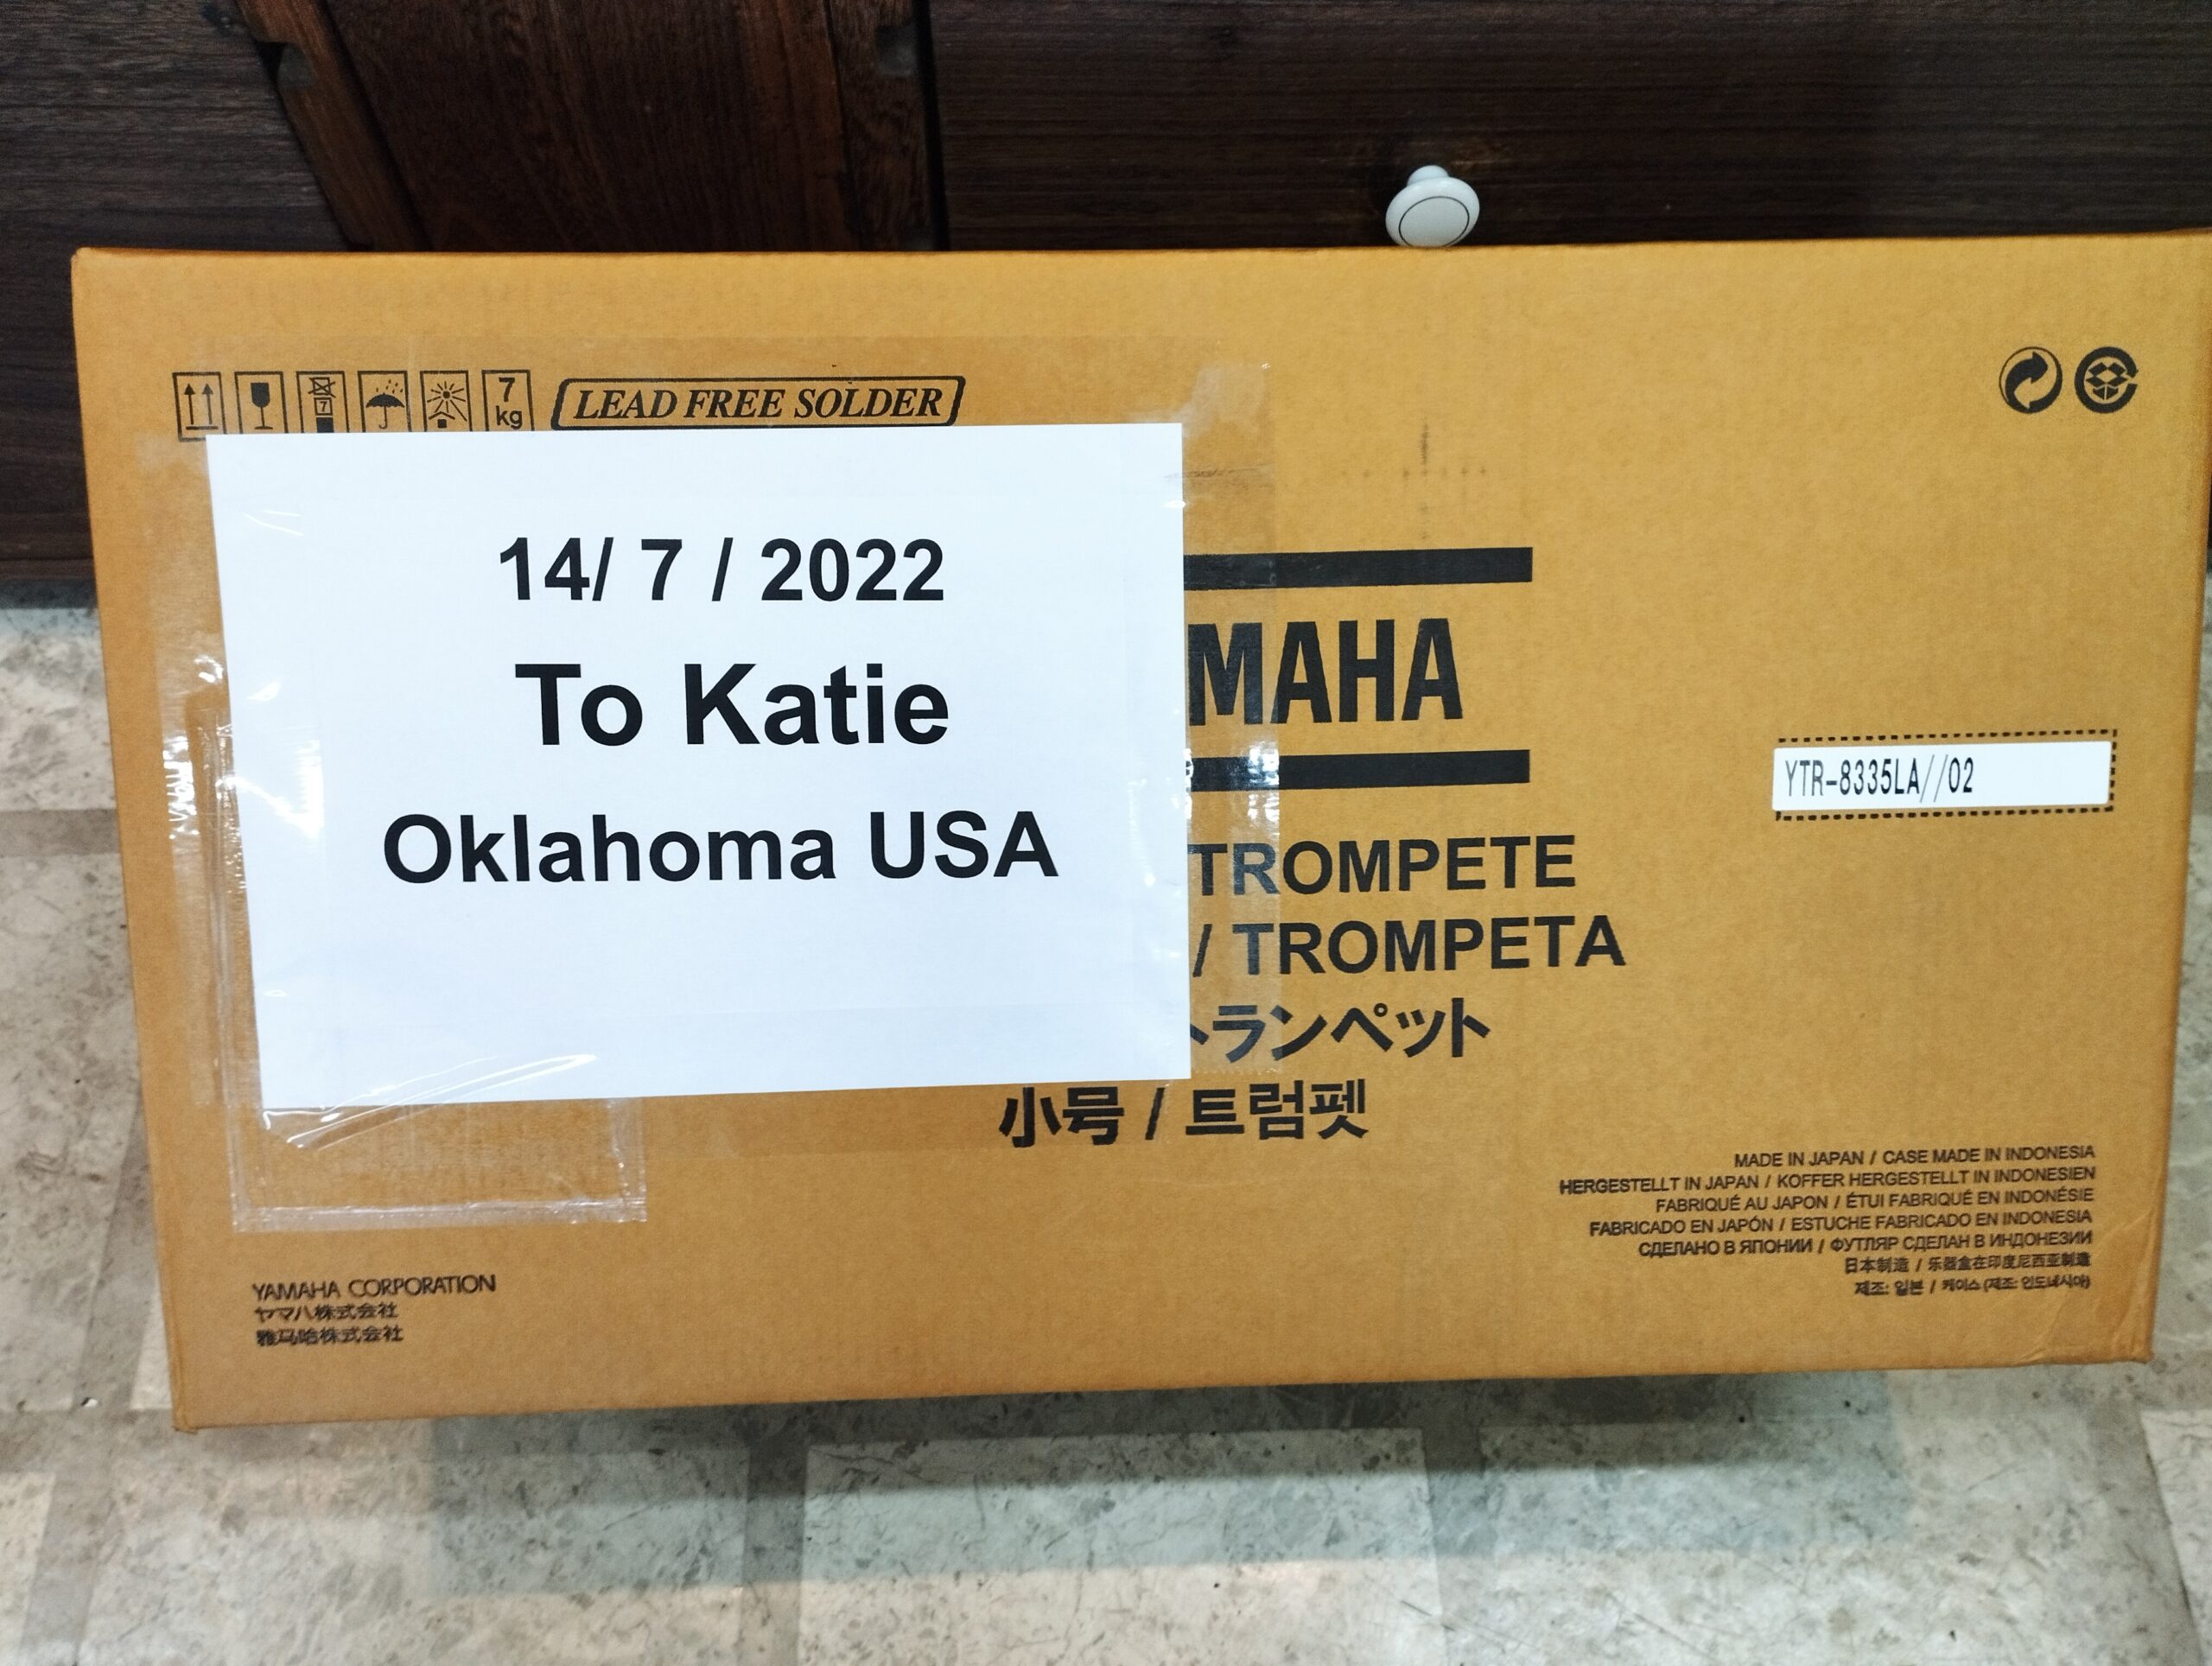 7
7
kg
LEAD FREE SOLDER
14/ 7 / 2022
To Katie
Oklahoma USA
MAHA
YTR-8335LA//02
TROMPETE
/ TROMPETA
トランペット
小号 / 트럼펫
MADE IN JAPAN / CASE MADE IN INDONESIA
HERGESTELLT IN JAPAN / KOFFER HERGESTELLT IN INDONESIEN
FABRIQUÉ AU JAPON / ÉTUI FABRIQUÉ EN INDONÉSIE
FABRICADO EN JAPÓN / ESTUCHE FABRICADO EN INDONESIA
СДЕЛАНО В ЯПОНИИ / ФУТЛЯР СДЕЛАН В ИНДОНЕЗИИ
日本制造 / 乐器盒在印度尼西亚制造
제조: 일본 / 케이스 (제조: 인도네시아)
YAMAHA CORPORATION
ヤマハ株式会社
雅马哈株式会社